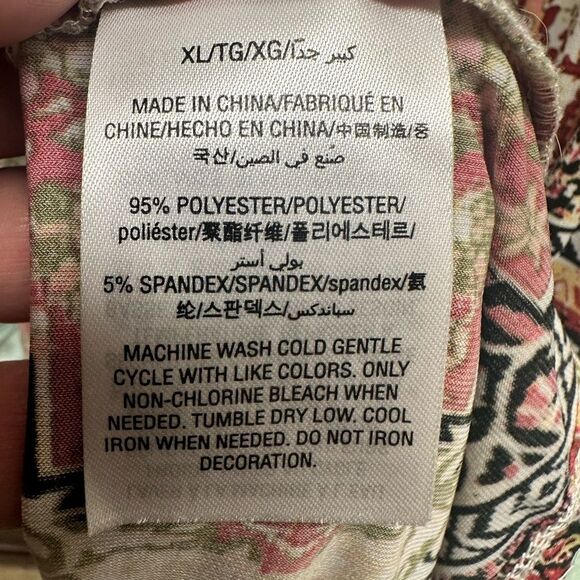 XL/TG/XG/كبير جدًا
MADE IN CHINA/FABRIQUÉ EN
CHINE/HECHO EN CHINA/中国制造/중
국산/صنع في الصين
95% POLYESTER/POLYESTER/
poliéster/聚酯纤维/폴리에스테르/
بولي أستر
5% SPANDEX/SPANDEX/spandex/氨
纶/스판덱스/سباندكس
MACHINE WASH COLD GENTLE
CYCLE WITH LIKE COLORS. ONLY
NON-CHLORINE BLEACH WHEN
NEEDED. TUMBLE DRY LOW. COOL
IRON WHEN NEEDED. DO NOT IRON
DECORATION.